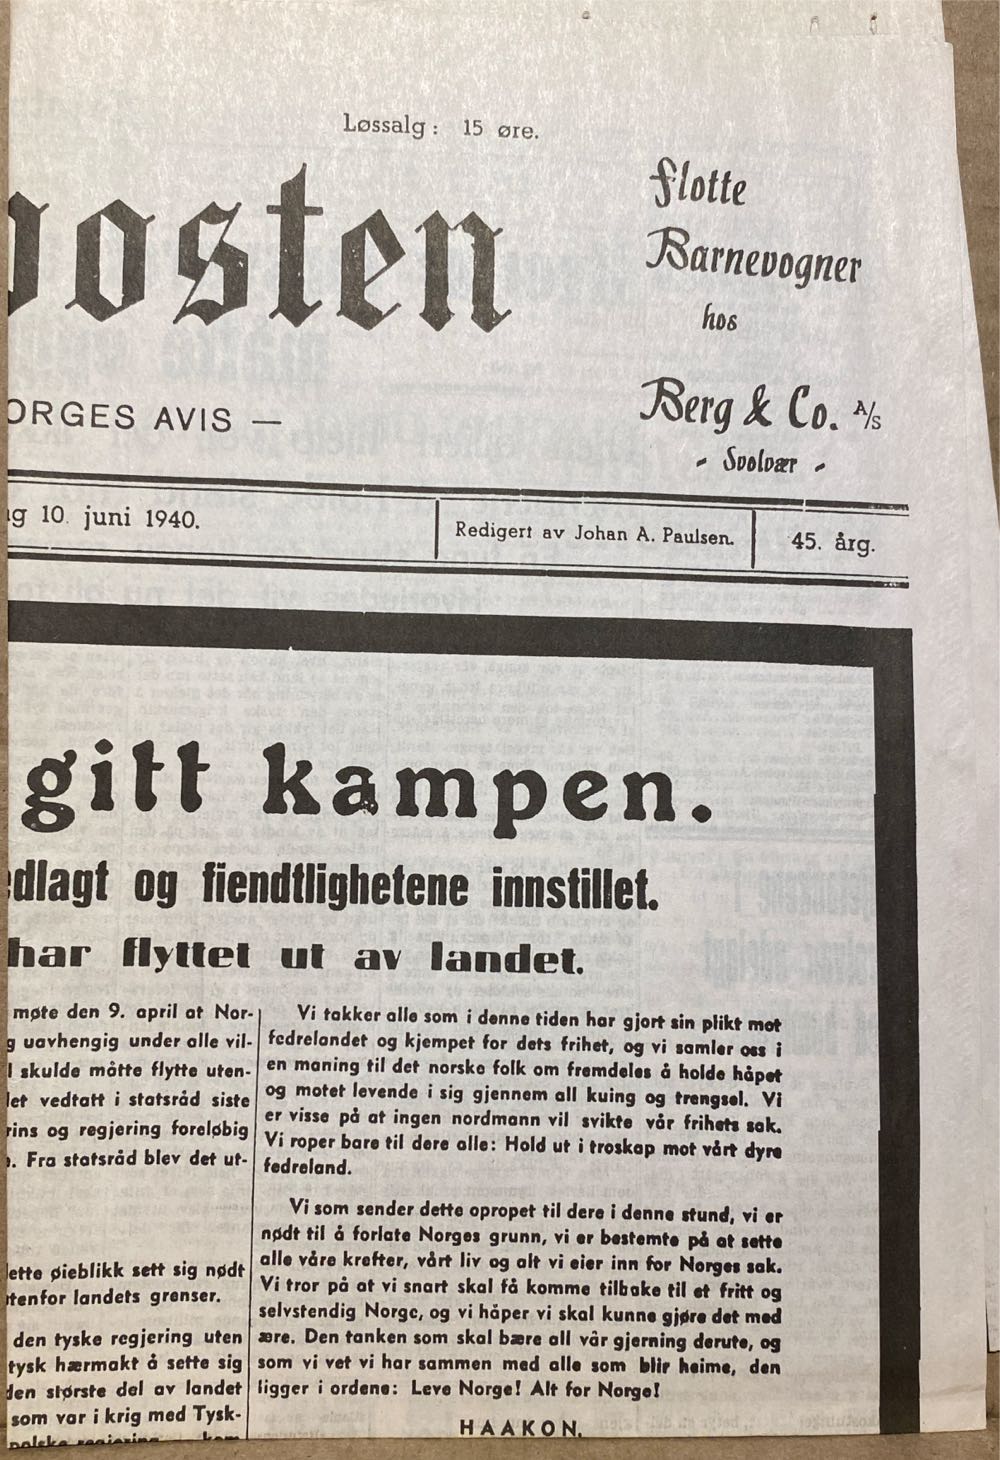 Løssalg: 15 øre.
osten
ORGES AVIS —
flotte
Barnevogner
hos
Berg & Co. A/S
- Svolvær -
10. juni 1940.
Redigert av Johan A. Paulsen.
45. årg.
gitt kampen.
dlagt og fiendtlighetene innstillet.
har flyttet ut av landet.
møte den 9. april at Nor-
uavhengig under alle vil-
skulde måtte flytte uten-
vedtatt i statsråd siste
og regjering foreløbig
Fra statsråd blev det ut-
øieblikk sett sig nødt
tenfor landets grenser.
den tyske regjering uten
tysk hærmakt å sette sig
største del av landet
som var i krig med Tysk-
Vi takker alle som i denne tiden har gjort sin plikt mot
fedrelandet og kjempet for dets frihet, og vi samler oss i
en maning til det norske folk om fremdeles å holde håpet
og motet levende i sig gjennem all kuing og trengsel. Vi
er visse på at ingen nordmann vil svikte vår frihets sak.
Vi roper bare til dere alle: Hold ut i troskap mot vårt dyre
fedreland.
Vi som sender dette opropet til dere i denne stund, vi er
nødt til å forlate Norges grunn, vi er bestemte på at sette
alle våre krefter, vårt liv og alt vi eier inn for Norges sak.
Vi tror på at vi snart skal få komme tilbake til et fritt og
selvstendig Norge, og vi håper vi skal kunne gjøre det med
ære. Den tanken som skal bære all vår gjerning derute, og
som vi vet vi har sammen med alle som blir heime, den
ligger i ordene: Leve Norge! Alt for Norge!
HAAKON.